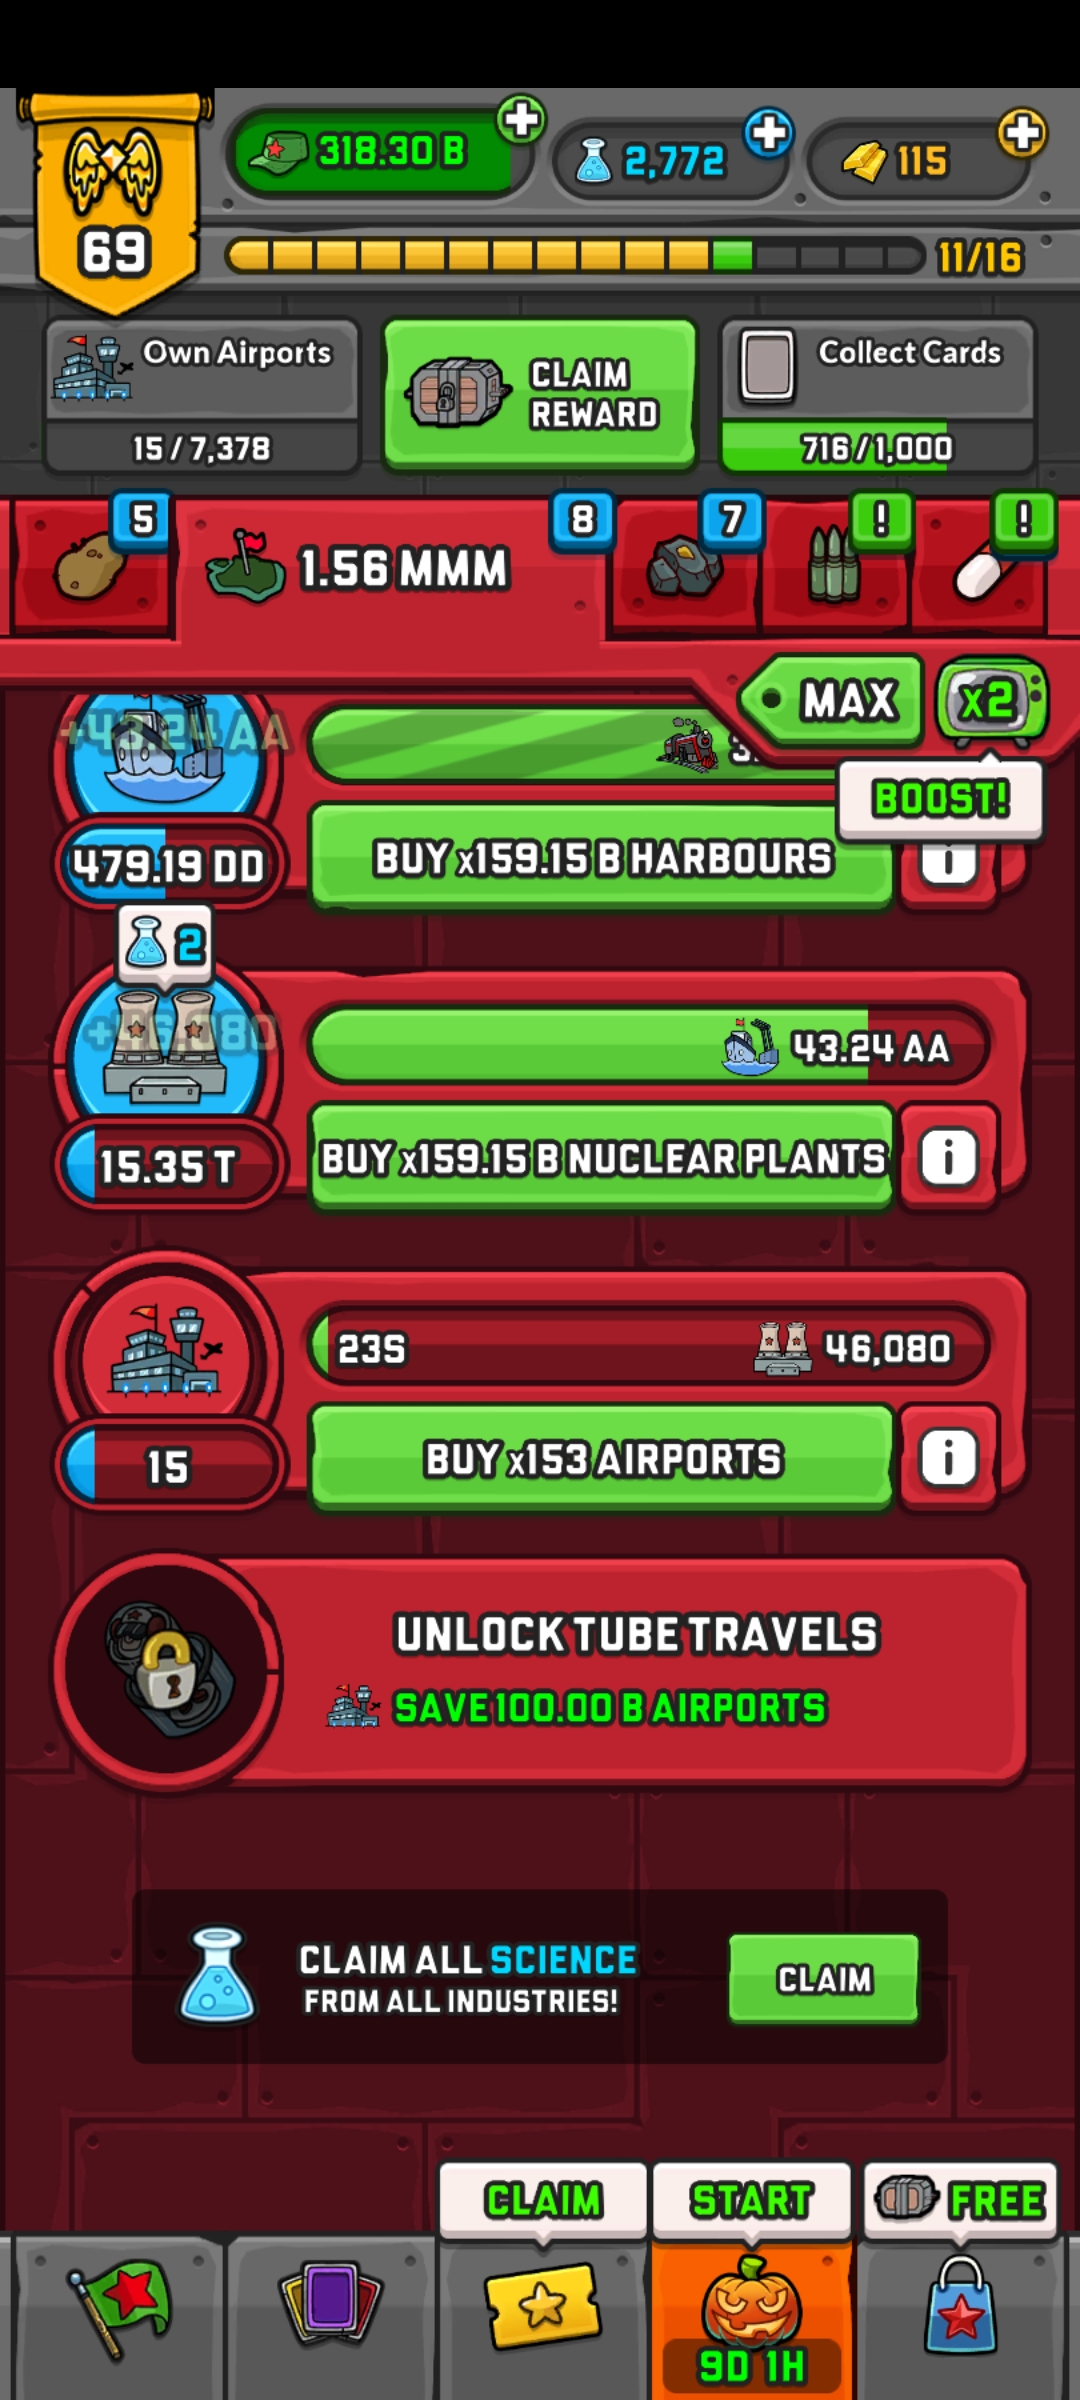 318.30 B
2,772
115
69
11/16
Own Airports
15 / 7,378
CLAIM
REWARD
Collect Cards
716 / 1,000
5
1.56 MMM
8
7
!
!
MAX
x2
BOOST!
+43.24 AA
479.19 DD
BUY x159.15 B HARBOURS
i
2
+46,080
43.24 AA
15.35 T
BUY x159.15 B NUCLEAR PLANTS
i
23S
46,080
15
BUY x153 AIRPORTS
i
UNLOCK TUBE TRAVELS
SAVE 100.00 B AIRPORTS
CLAIM ALL SCIENCE
FROM ALL INDUSTRIES!
CLAIM
CLAIM
START
FREE
9D 1H